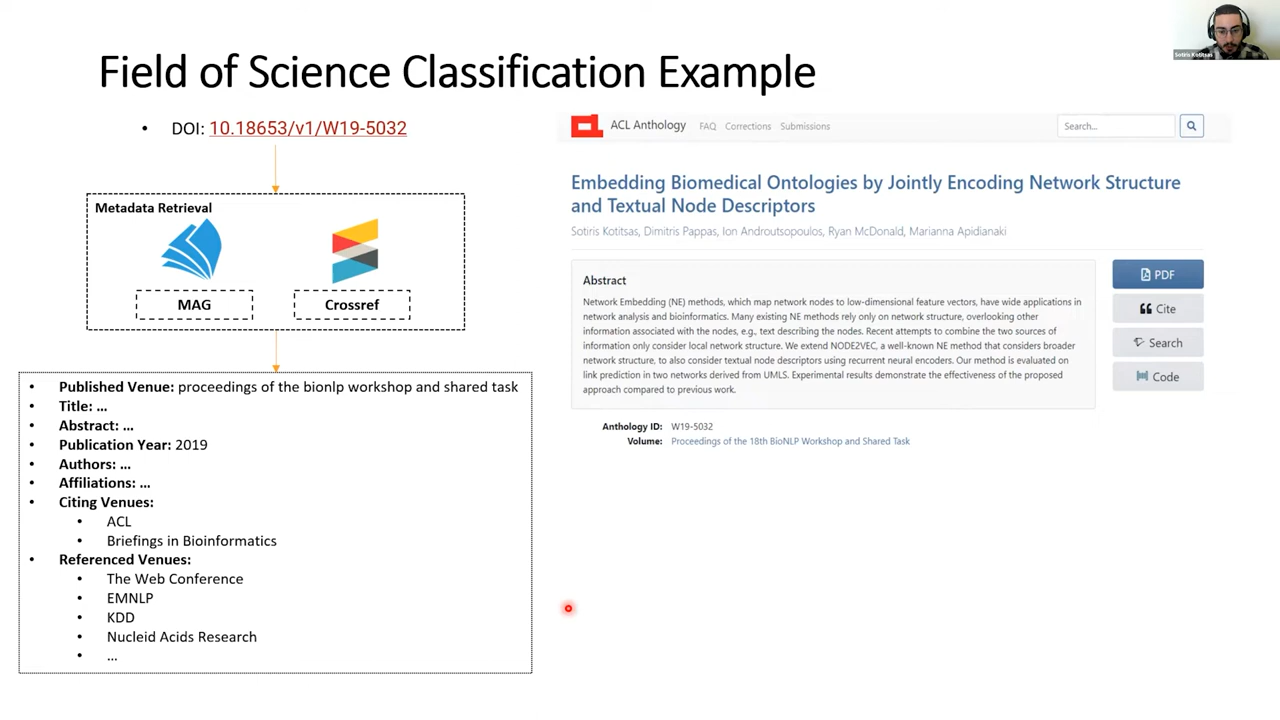 Field of Science Classification Example
• DOI: 10.18653/v1/W19-5032
Metadata Retrieval
MAG
Crossref
• Published Venue: proceedings of the bionlp workshop and shared task
• Title: ...
• Abstract: ...
• Publication Year: 2019
• Authors: ...
• Affiliations: ...
• Citing Venues:
• ACL
• Briefings in Bioinformatics
• Referenced Venues:
• The Web Conference
• EMNLP
• KDD
• Nucleid Acids Research
• ...
ACL Anthology FAQ Corrections Submissions Search...
Embedding Biomedical Ontologies by Jointly Encoding Network Structure
and Textual Node Descriptors
Sotiris Kotitsas, Dimitris Pappas, Ion Androutsopoulos, Ryan McDonald, Marianna Apidianaki
Abstract
Network Embedding (NE) methods, which map network nodes to low-dimensional feature vectors, have wide applications in
network analysis and bioinformatics. Many existing NE methods rely only on network structure, overlooking other
information associated with the nodes, e.g., text describing the nodes. Recent attempts to combine the two sources of
information only consider local network structure. We extend NODE2VEC, a well-known NE method that considers broader
network structure, to also consider textual node descriptors using recurrent neural encoders. Our method is evaluated on
link prediction in two networks derived from UMLS. Experimental results demonstrate the effectiveness of the proposed
approach compared to previous work.
PDF
Cite
Search
Code
Anthology ID: W19-5032
Volume: Proceedings of the 18th BioNLP Workshop and Shared Task
Sotiris Kotitsas